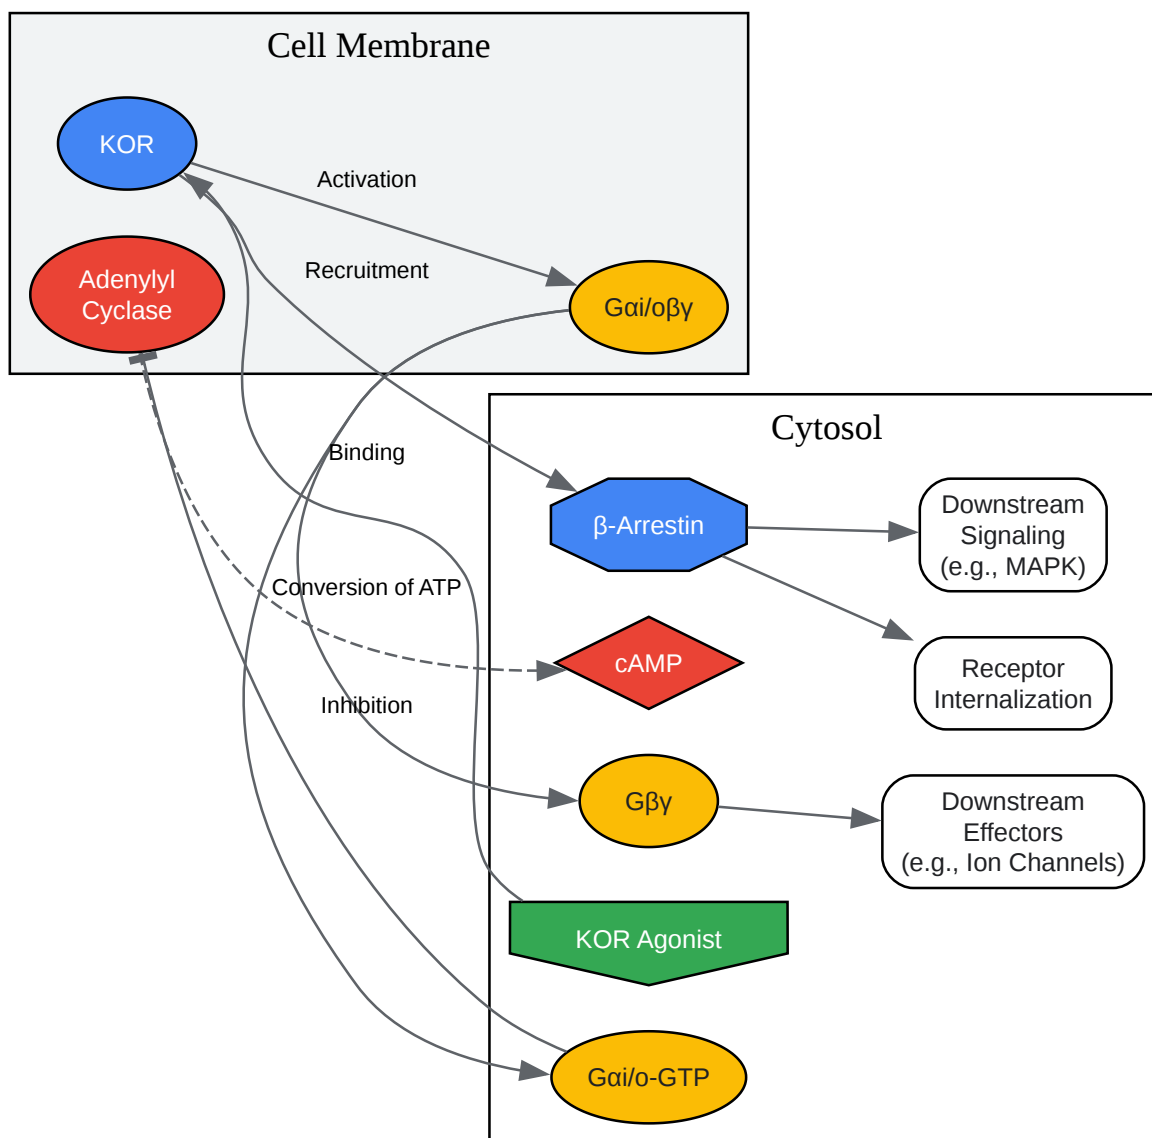 Cell Membrane
KOR
Activation
Recruitment
Adenylyl
Cyclase
Gαi/oβγ
Cytosol
Binding
β-Arrestin
Downstream
Signaling
(e.g., MAPK)
Conversion of ATP
cAMP
Receptor
Internalization
Inhibition
Gβγ
Downstream
Effectors
(e.g., Ion Channels)
KOR Agonist
Gαi/o-GTP